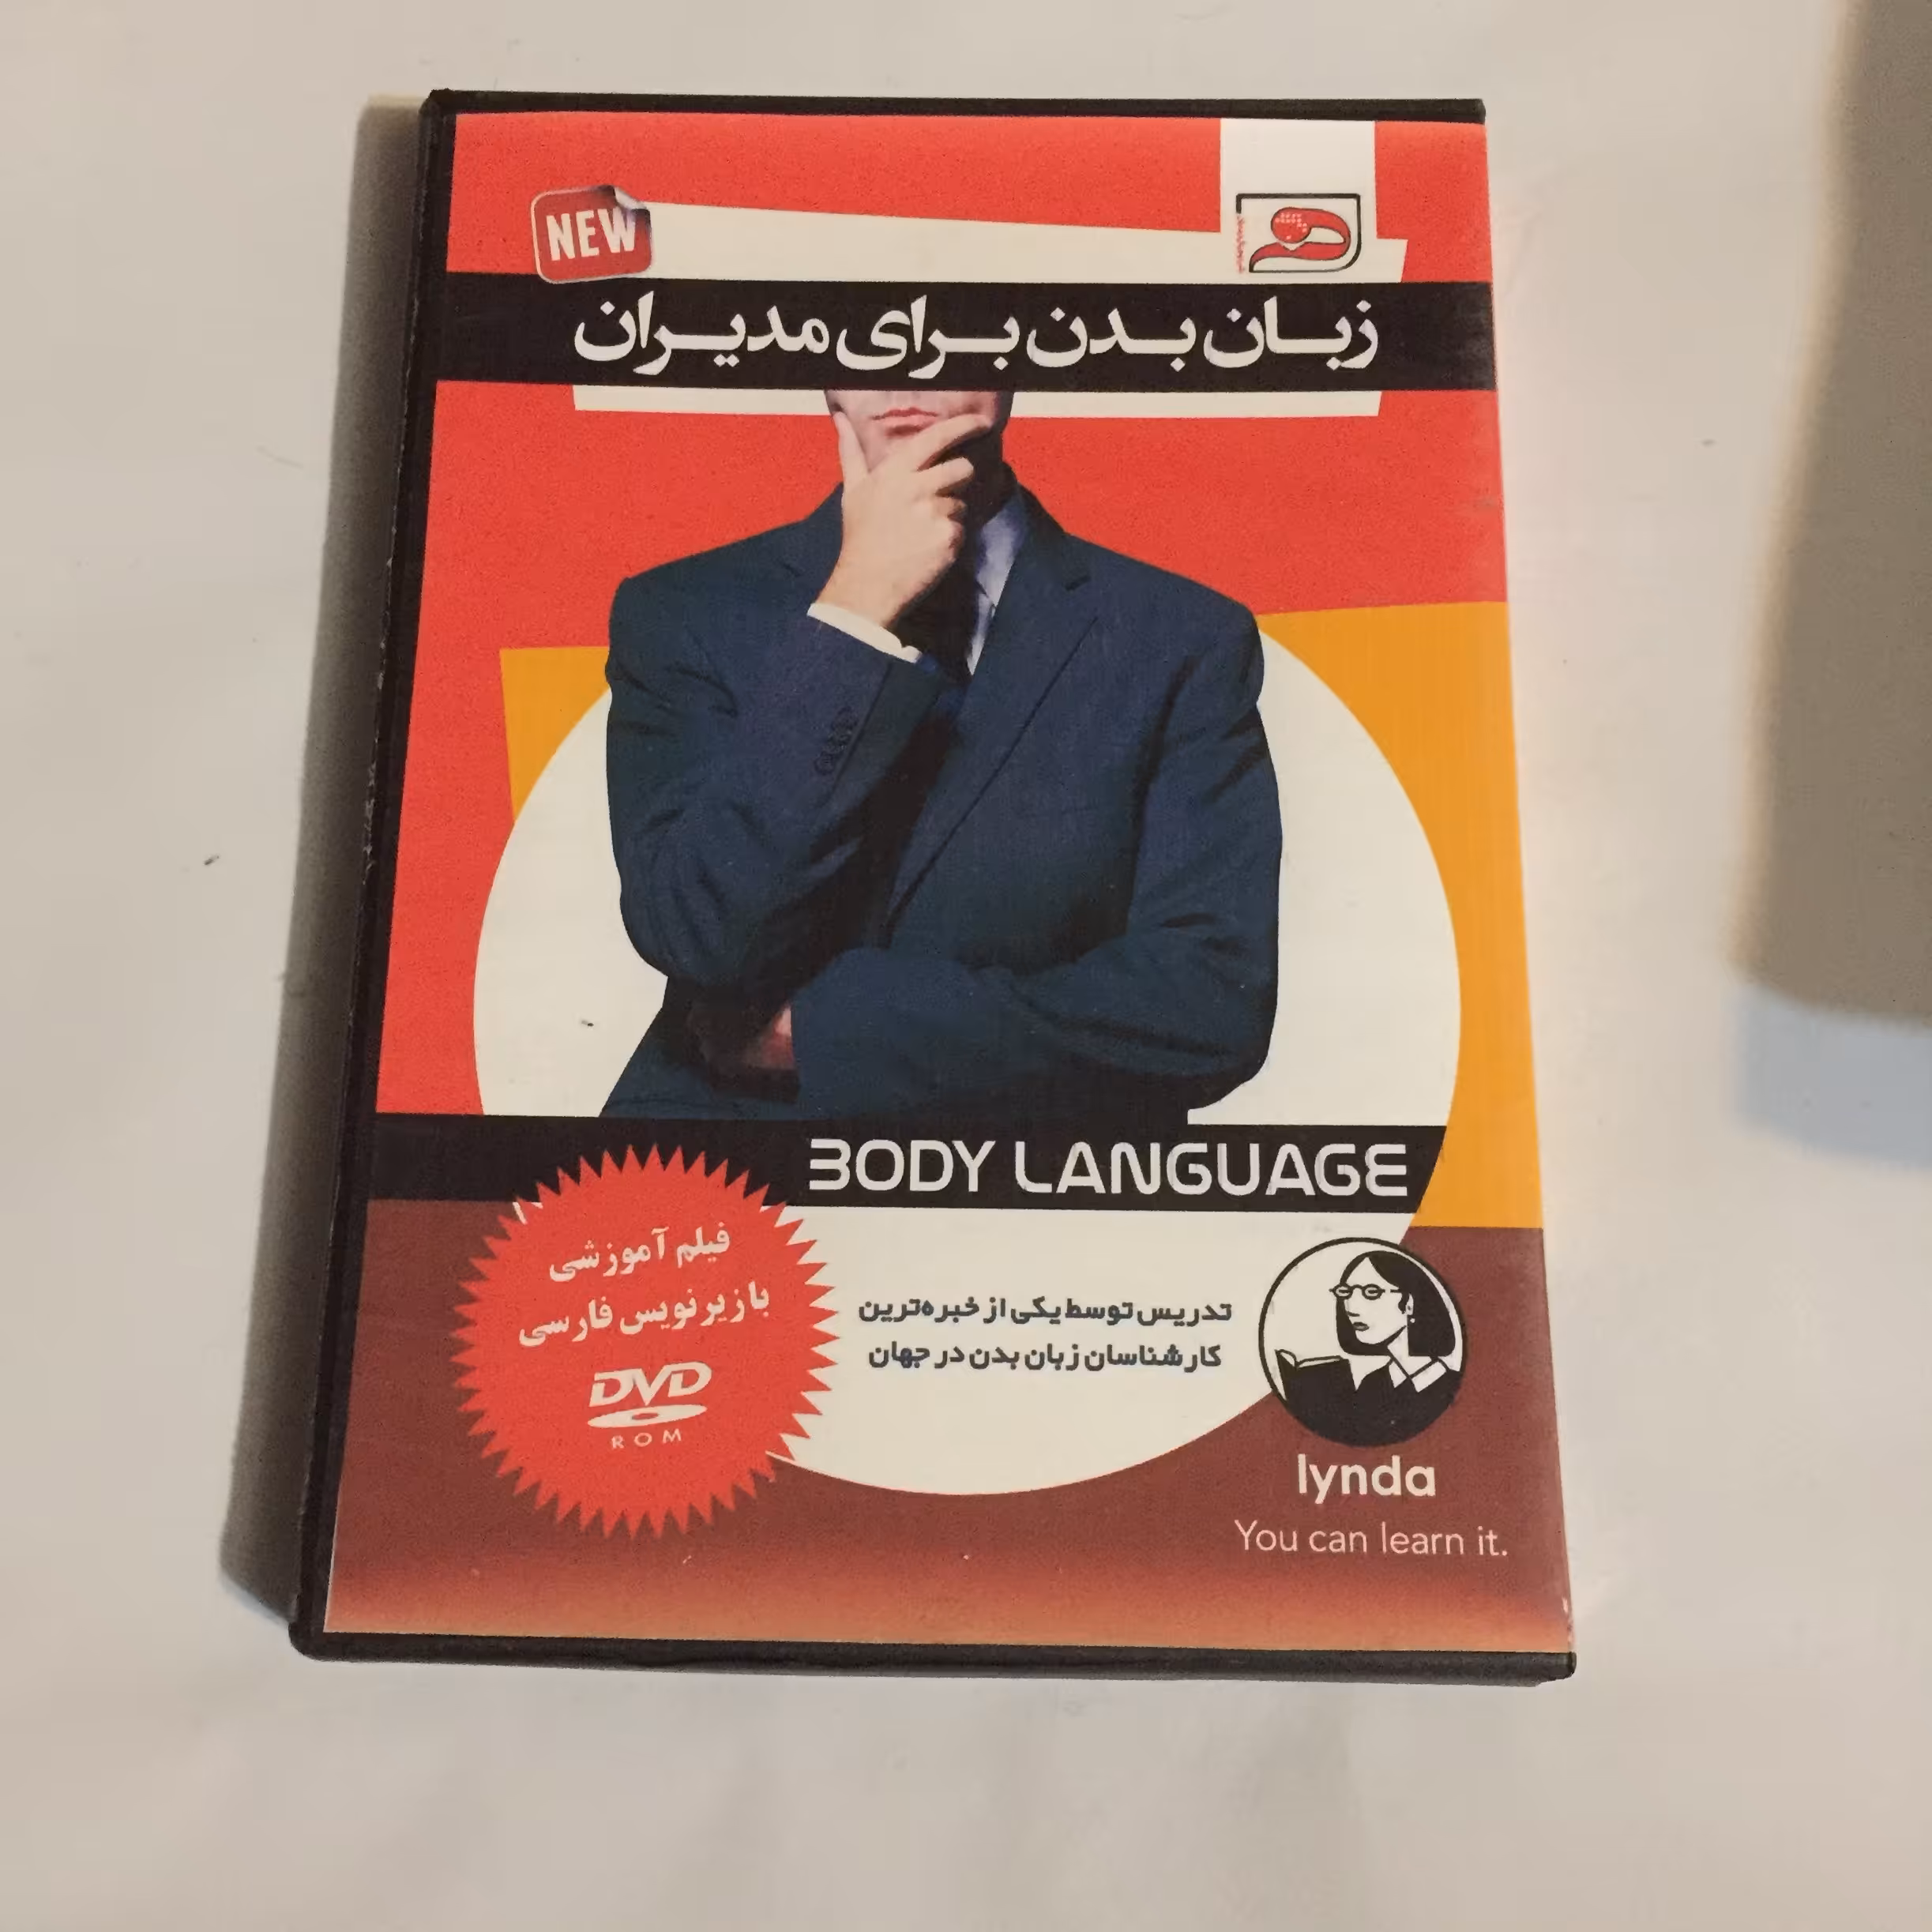 NEW
زبان بدن برای مدیران
BODY LANGUAGE
فیلم آموزشی
با زیرنویس فارسی
DVD
ROM
تدریس توسط یکی از خبره‌ترین
کارشناسان زبان بدن در جهان
lynda
You can learn it.